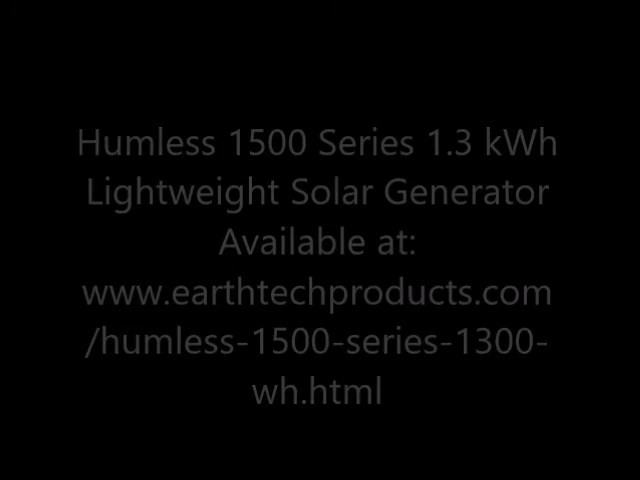 Humless 1500 Series 1.3 kWh
Lightweight Solar Generator
Available at:
www.earthtechproducts.com
/humless-1500-series-1300-
wh.html